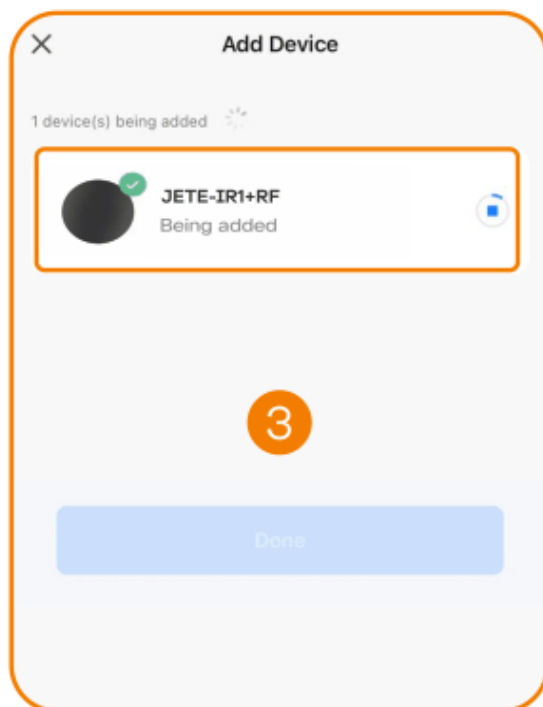 Add Device
1 device(s) being added
JETE-IR1+RF
Being added
3
Done